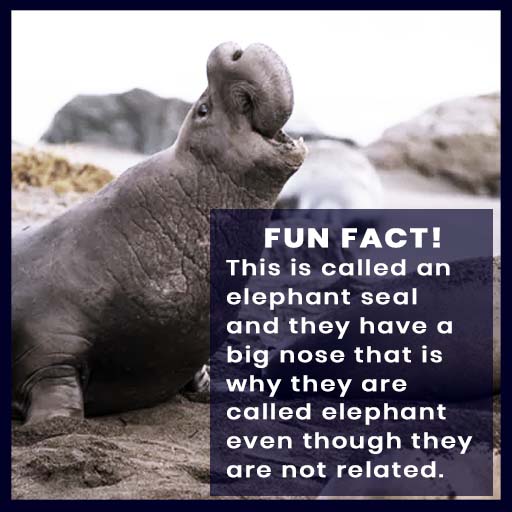 FUN FACT!
This is called an
elephant seal
and they have a
big nose that is
why they are
called elephant
even though they
are not related.